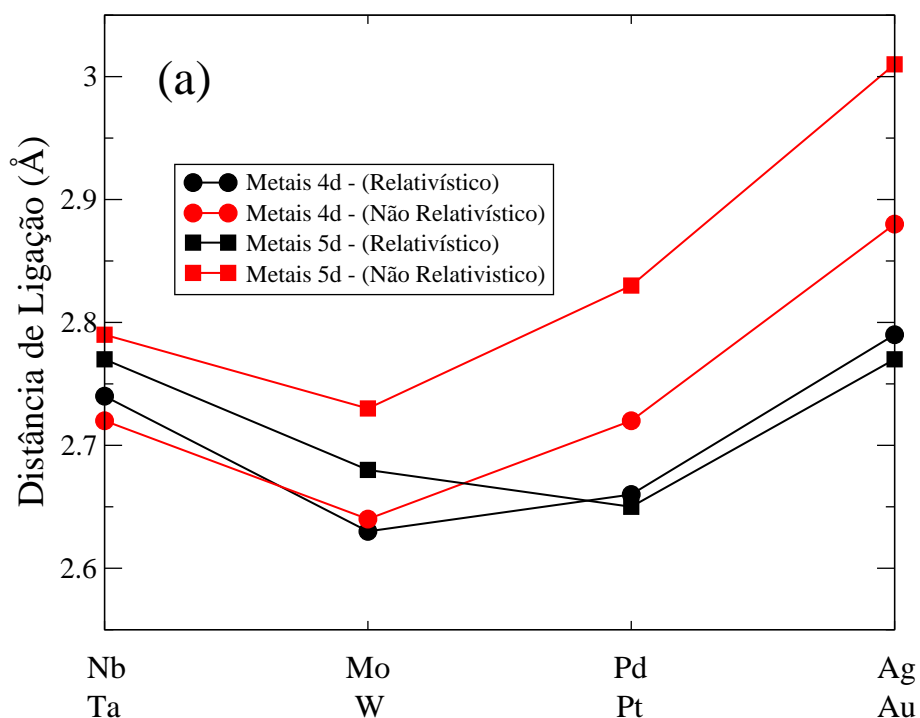 (a)
3
2.9
2.8
2.7
2.6
Distância de Ligação (Å)
Metais 4d - (Relativístico)
Metais 4d - (Não Relativístico)
Metais 5d - (Relativístico)
Metais 5d - (Não Relativistico)
Nb Mo Pd Ag
Ta W Pt Au